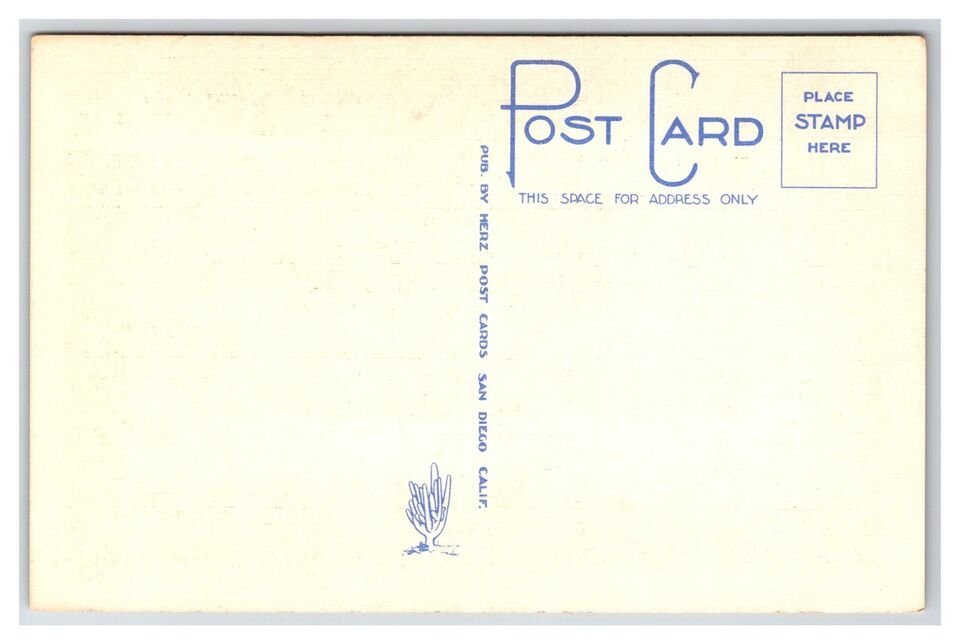 POST CARD
THIS SPACE FOR ADDRESS ONLY
PLACE
STAMP
HERE
PUB. BY HERZ POST CARDS SAN DIEGO CALIF.